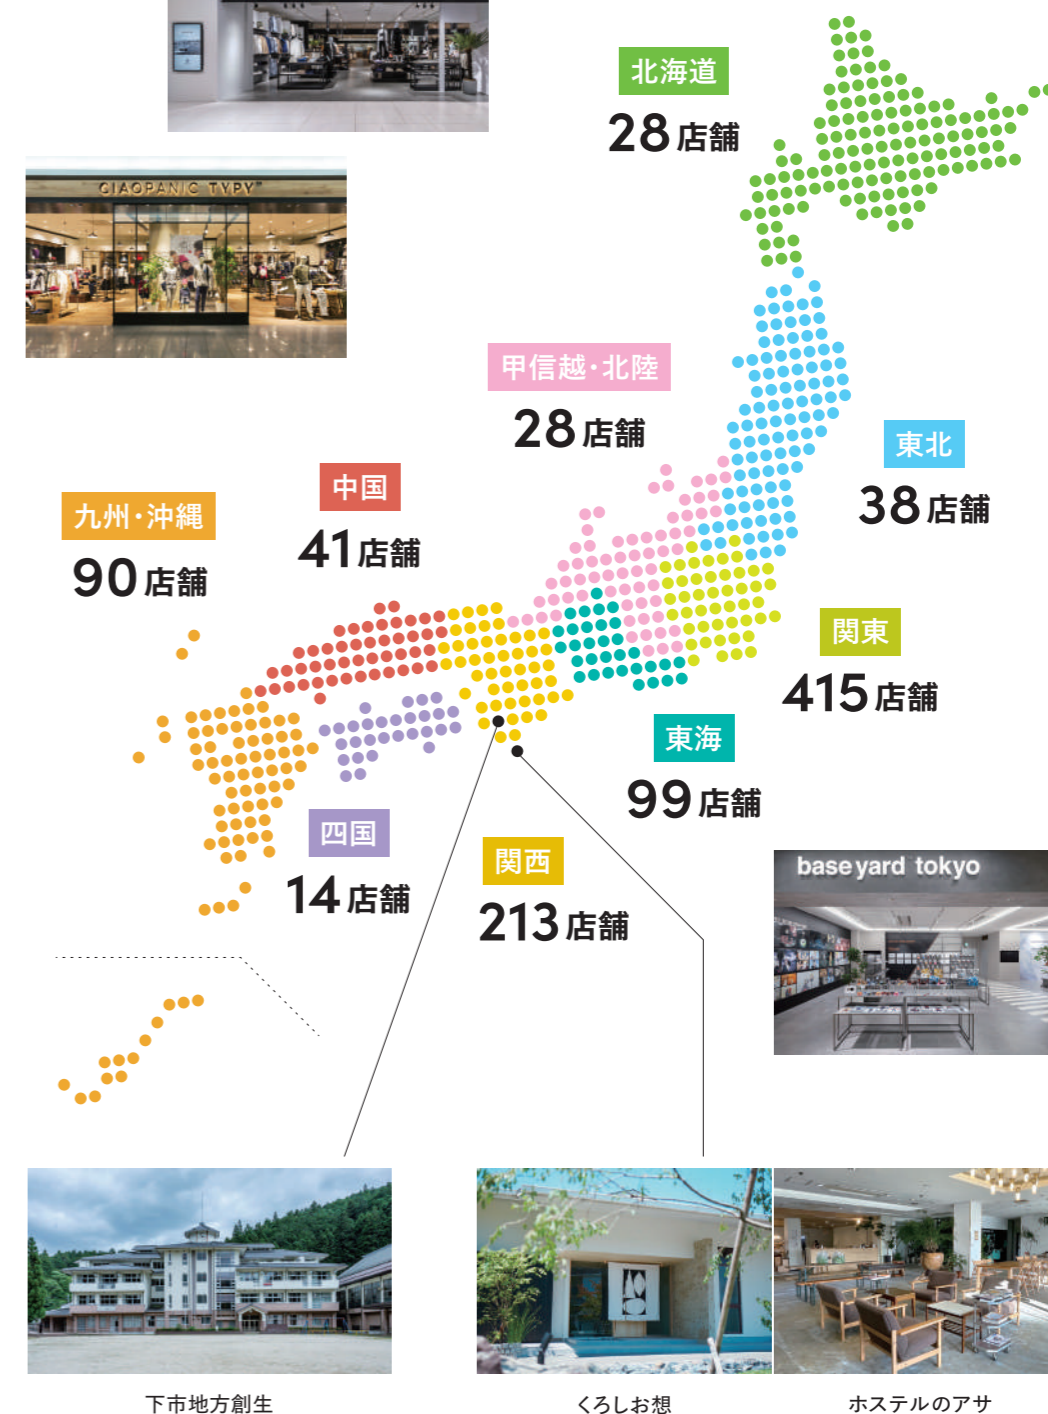 CIAOPANIC TYPY
北海道
28店舗
甲信越・北陸
28店舗
東北
38店舗
中国
41店舗
九州・沖縄
90店舗
関東
415店舗
東海
99店舗
四国
14店舗
関西
213店舗
base yard tokyo
下市地方創生
くろしお想
ホステルのアサ